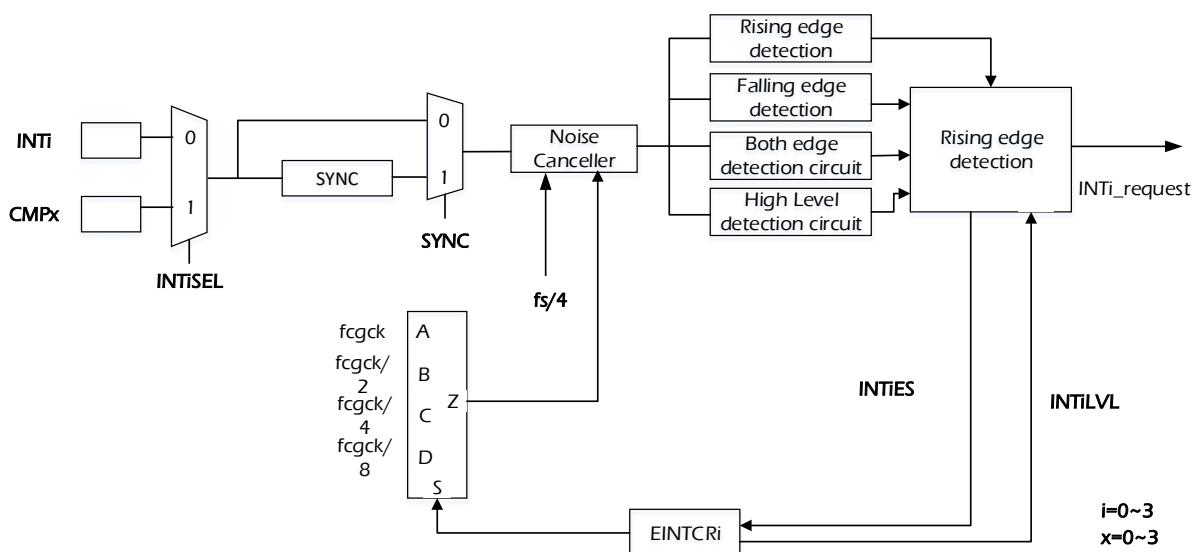 INTi
CMPx
0
1
INTiSEL
SYNC
0
1
SYNC
Noise
Canceller
fs/4
Rising edge
detection
Falling edge
detection
Both edge
detection circuit
High Level
detection circuit
Rising edge
detection
INTi_request
fcgck
fcgck/
2
fcgck/
4
fcgck/
8
A
B
C
D
Z
S
INTiES
INTiLVL
EINTCRi
i=0~3
x=0~3